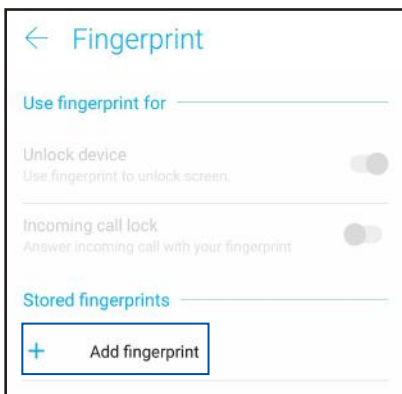 Fingerprint
Use fingerprint for
Unlock device
Use fingerprint to unlock screen.
Incoming call lock
Answer incoming call with your fingerprint
Stored fingerprints
+ Add fingerprint